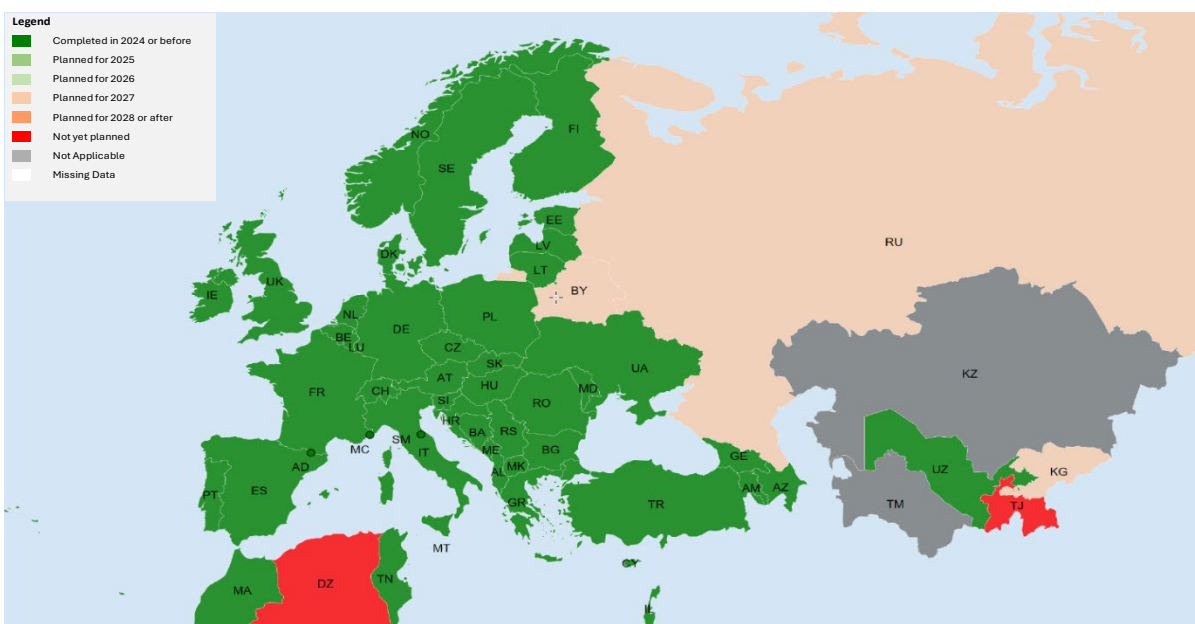 Legend
Completed in 2024 or before
Planned for 2025
Planned for 2026
Planned for 2027
Planned for 2028 or after
Not yet planned
Not Applicable
Missing Data
NO
FI
SE
EE
RU
LV
DK
LT
UK
BY
IE
NL
PL
DE
BE
LU
CZ
SK
UA
KZ
AT
HU
MD
FR
CH
SI
RO
HR
BA
RS
SM
MC
IT
ME
BG
GE
AD
MK
AL
UZ
KG
PT
ES
GR
TR
AM
AZ
TM
TJ
MT
CY
MA
DZ
TN
IL